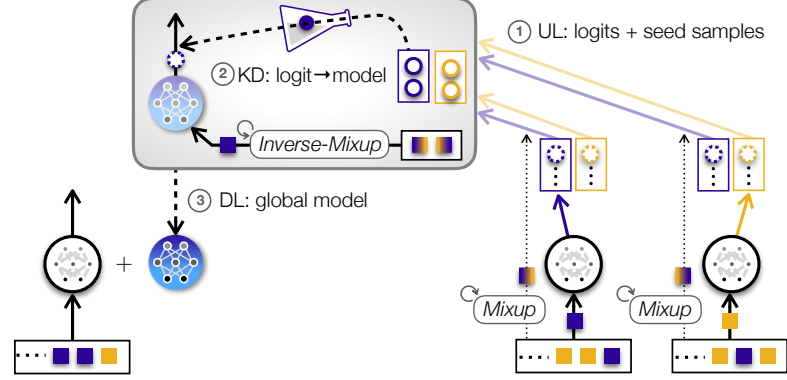 ① UL: logits + seed samples
② KD: logit→model
Inverse-Mixup
③ DL: global model
+
Mixup
Mixup